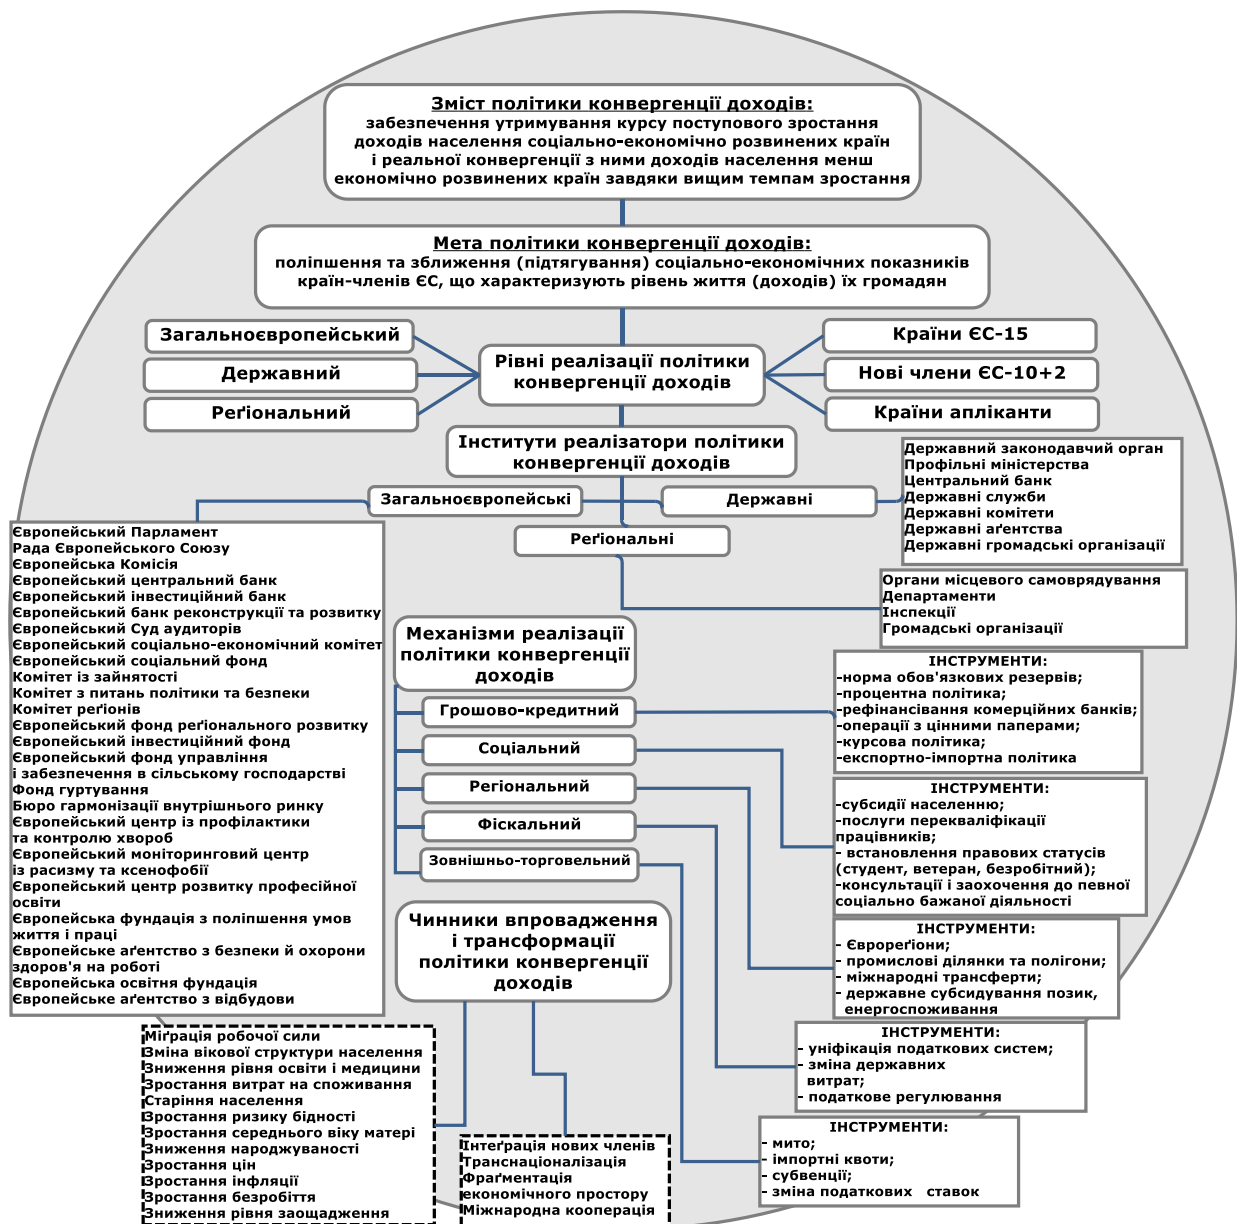 Зміст політики конвергенції доходів:
забезпечення утримування курсу поступового зростання
доходів населення соціально-економічно розвинених країн
і реальної конвергенції з ними доходів населення менш
економічно розвинених країн завдяки вищим темпам зростання
Мета політики конвергенції доходів:
поліпшення та зближення (підтягування) соціально-економічних показників
країн-членів ЄС, що характеризують рівень життя (доходів) їх громадян
Загальноєвропейський
Державний
Реґіональний
Рівні реалізації політики
конвергенції доходів
Країни ЄС-15
Нові члени ЄС-10+2
Країни апліканти
Інститути реалізатори політики
конвергенції доходів
Загальноєвропейські
Державні
Реґіональні
Державний законодавчий орган
Профільні міністерства
Центральний банк
Державні служби
Державні комітети
Державні аґентства
Державні громадські організації
Органи місцевого самоврядування
Департаменти
Інспекції
Громадські організації
Європейський Парламент
Рада Європейського Союзу
Європейська Комісія
Європейський центральний банк
Європейський інвестиційний банк
Європейський банк реконструкції та розвитку
Європейський Суд аудиторів
Європейський соціально-економічний комітет
Європейський соціальний фонд
Комітет із зайнятості
Комітет з питань політики та безпеки
Комітет реґіонів
Європейський фонд реґіонального розвитку
Європейський інвестиційний фонд
Європейський фонд управління
і забезпечення в сільському господарстві
Фонд гуртування
Бюро гармонізації внутрішнього ринку
Європейський центр із профілактики
та контролю хвороб
Європейський моніторинговий центр
із расизму та ксенофобії
Європейський центр розвитку професійної
освіти
Європейська фундація з поліпшення умов
життя і праці
Європейське аґентство з безпеки й охорони
здоров'я на роботі
Європейська освітня фундація
Європейське аґентство з відбудови
Механізми реалізації
політики конвергенції
доходів
Грошово-кредитний
Соціальний
Регіональний
Фіскальний
Зовнішньо-торговельний
ІНСТРУМЕНТИ:
-норма обов'язкових резервів;
-процентна політика;
-рефінансівання комерційних банків;
-операції з цінними паперами;
-курсова політика;
-експортно-імпортна політика
ІНСТРУМЕНТИ:
-субсидії населенню;
-послуги перекваліфікації
працівників;
- встановлення правових статусів
(студент, ветеран, безробітний);
-консультації і заохочення до певної
соціально бажаної діяльності
ІНСТРУМЕНТИ:
- Єврореґіони;
- промислові ділянки та полігони;
- міжнародні трансферти;
- державне субсидування позик,
енергоспоживання
ІНСТРУМЕНТИ:
- уніфікація податкових систем;
- зміна державних
витрат;
- податкове регулювання
ІНСТРУМЕНТИ:
- мито;
- імпортні квоти;
- субвенції;
- зміна податкових ставок
Чинники впровадження
і трансформації
політики конвергенції
доходів
Міґрація робочої сили
Зміна вікової структури населення
Зниження рівня освіти і медицини
Зростання витрат на споживання
Старіння населення
Зростання ризику бідності
Зростання середнього віку матері
Зниження народжуваності
Зростання цін
Зростання інфляції
Зростання безробіття
Зниження рівня заощадження
Інтеґрація нових членів
Транснаціоналізація
Фраґментація
економічного простору
Міжнародна кооперація